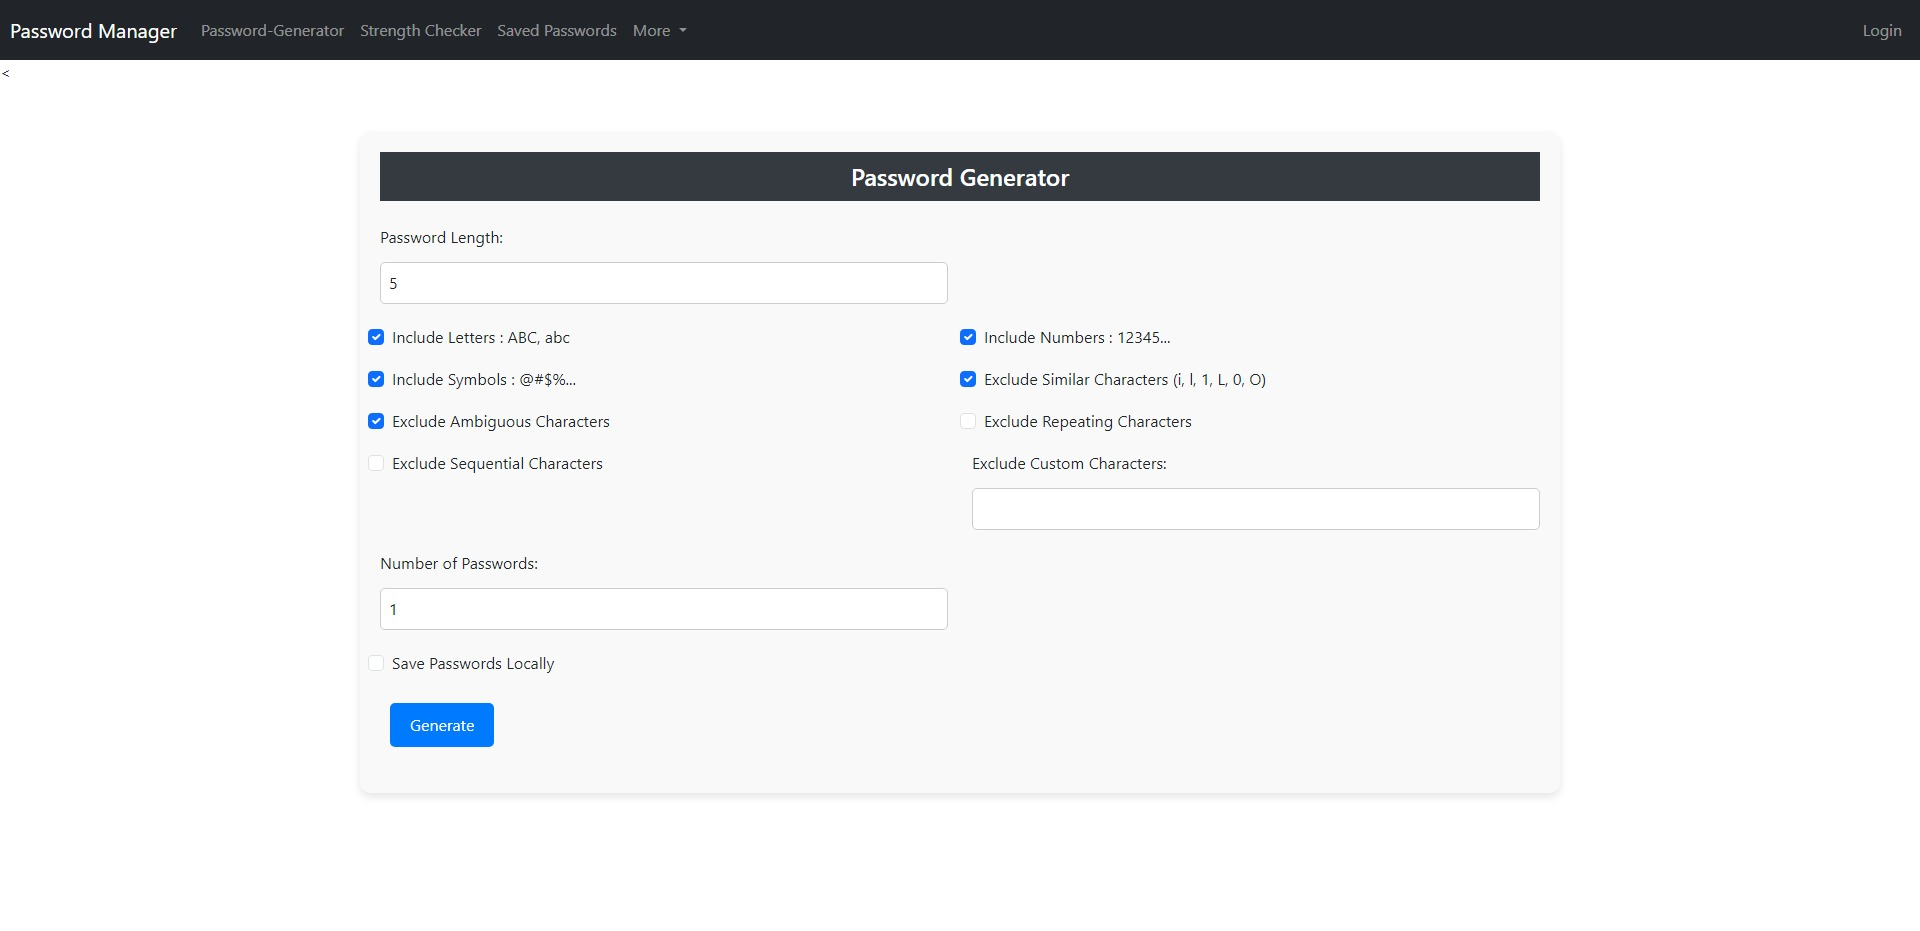 Password Manager Password-Generator Strength Checker Saved Passwords More Login
<
Password Generator
Password Length:
5
Include Letters : ABC, abc
Include Numbers : 12345...
Include Symbols : @#$%...
Exclude Similar Characters (i, l, 1, L, 0, O)
Exclude Ambiguous Characters
Exclude Repeating Characters
Exclude Sequential Characters
Exclude Custom Characters:
Number of Passwords:
1
Save Passwords Locally
Generate